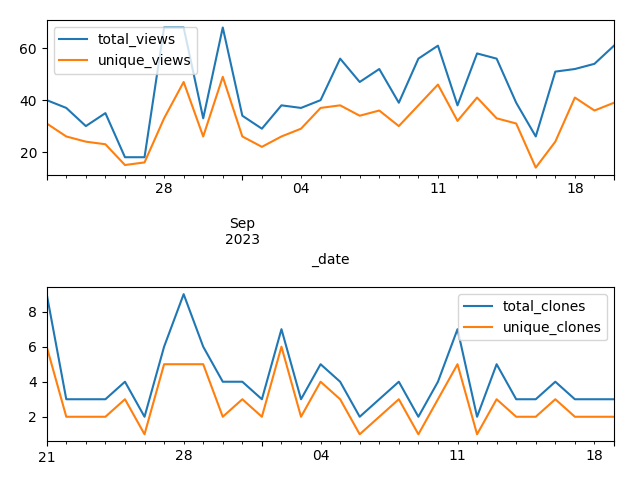 60
40
20
total_views
unique_views
28 04 11 18
Sep
2023
_date
8
6
4
2
total_clones
unique_clones
21 28 04 11 18